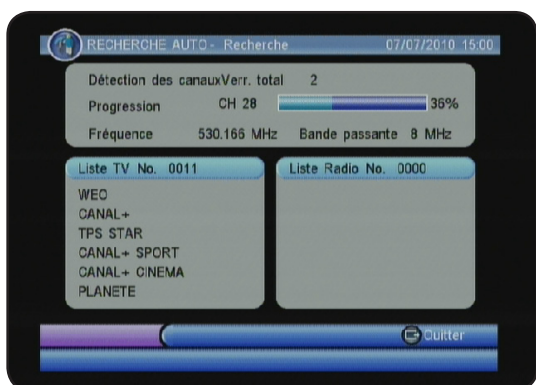 RECHERCHE AUTO - Recherche 07/07/2010 15:00
Détection des canauxVerr. total 2
Progression CH 28 36%
Fréquence 530.166 MHz Bande passante 8 MHz
Liste TV No. 0011
WEO
CANAL+
TPS STAR
CANAL+ SPORT
CANAL+ CINEMA
PLANETE
Liste Radio No. 0000
Quitter